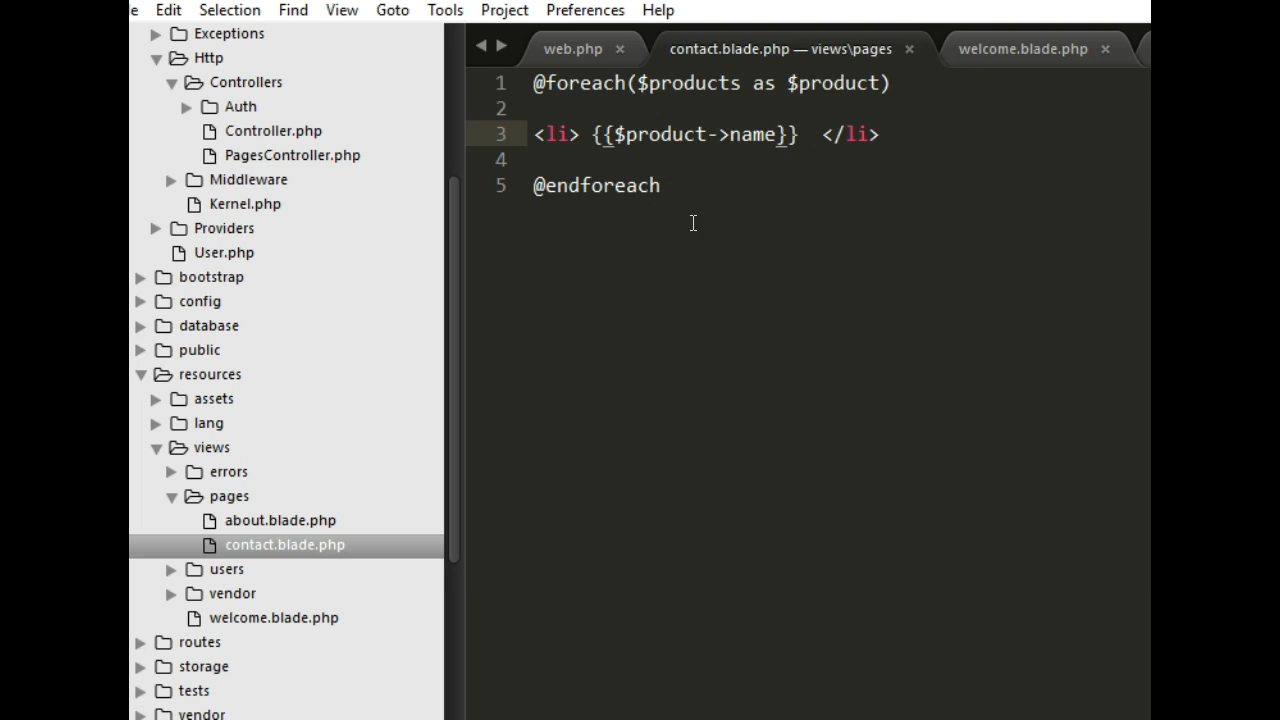 e Edit Selection Find View Goto Tools Project Preferences Help
Exceptions
Http
Controllers
Auth
Controller.php
PagesController.php
Middleware
Kernel.php
Providers
User.php
bootstrap
config
database
public
resources
assets
lang
views
errors
pages
about.blade.php
contact.blade.php
users
vendor
welcome.blade.php
routes
storage
tests
vendor
web.php × contact.blade.php — views\pages × welcome.blade.php ×
1 @foreach($products as $product)
2
3 <li> {{$product->name}}  </li>
4
5 @endforeach